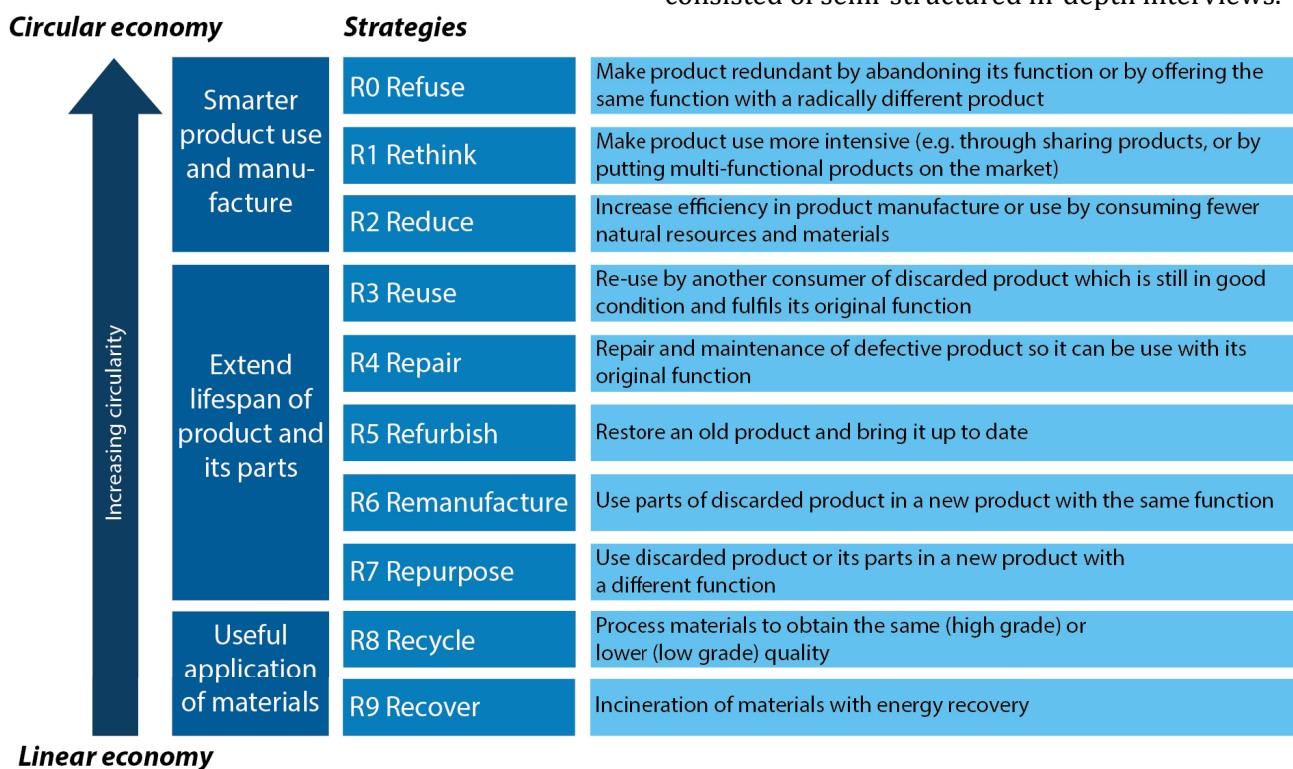 consisted of semi-structured in-depth interviews.
Circular economy
Strategies
Increasing circularity
Smarter
product use
and manu-
facture
R0 Refuse
Make product redundant by abandoning its function or by offering the
same function with a radically different product
R1 Rethink
Make product use more intensive (e.g. through sharing products, or by
putting multi-functional products on the market)
R2 Reduce
Increase efficiency in product manufacture or use by consuming fewer
natural resources and materials
Extend
lifespan of
product and
its parts
R3 Reuse
Re-use by another consumer of discarded product which is still in good
condition and fulfils its original function
R4 Repair
Repair and maintenance of defective product so it can be use with its
original function
R5 Refurbish
Restore an old product and bring it up to date
R6 Remanufacture
Use parts of discarded product in a new product with the same function
R7 Repurpose
Use discarded product or its parts in a new product with
a different function
Useful
application
of materials
R8 Recycle
Process materials to obtain the same (high grade) or
lower (low grade) quality
R9 Recover
Incineration of materials with energy recovery
Linear economy